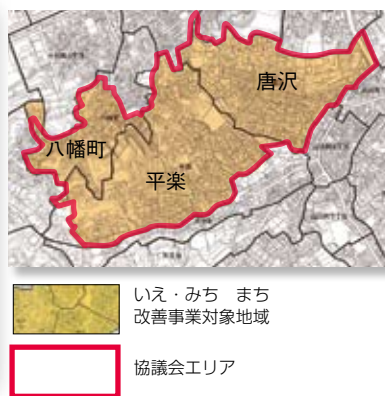 唐沢
八幡町
平楽
いえ・みち まち
改善事業対象地域
協議会エリア